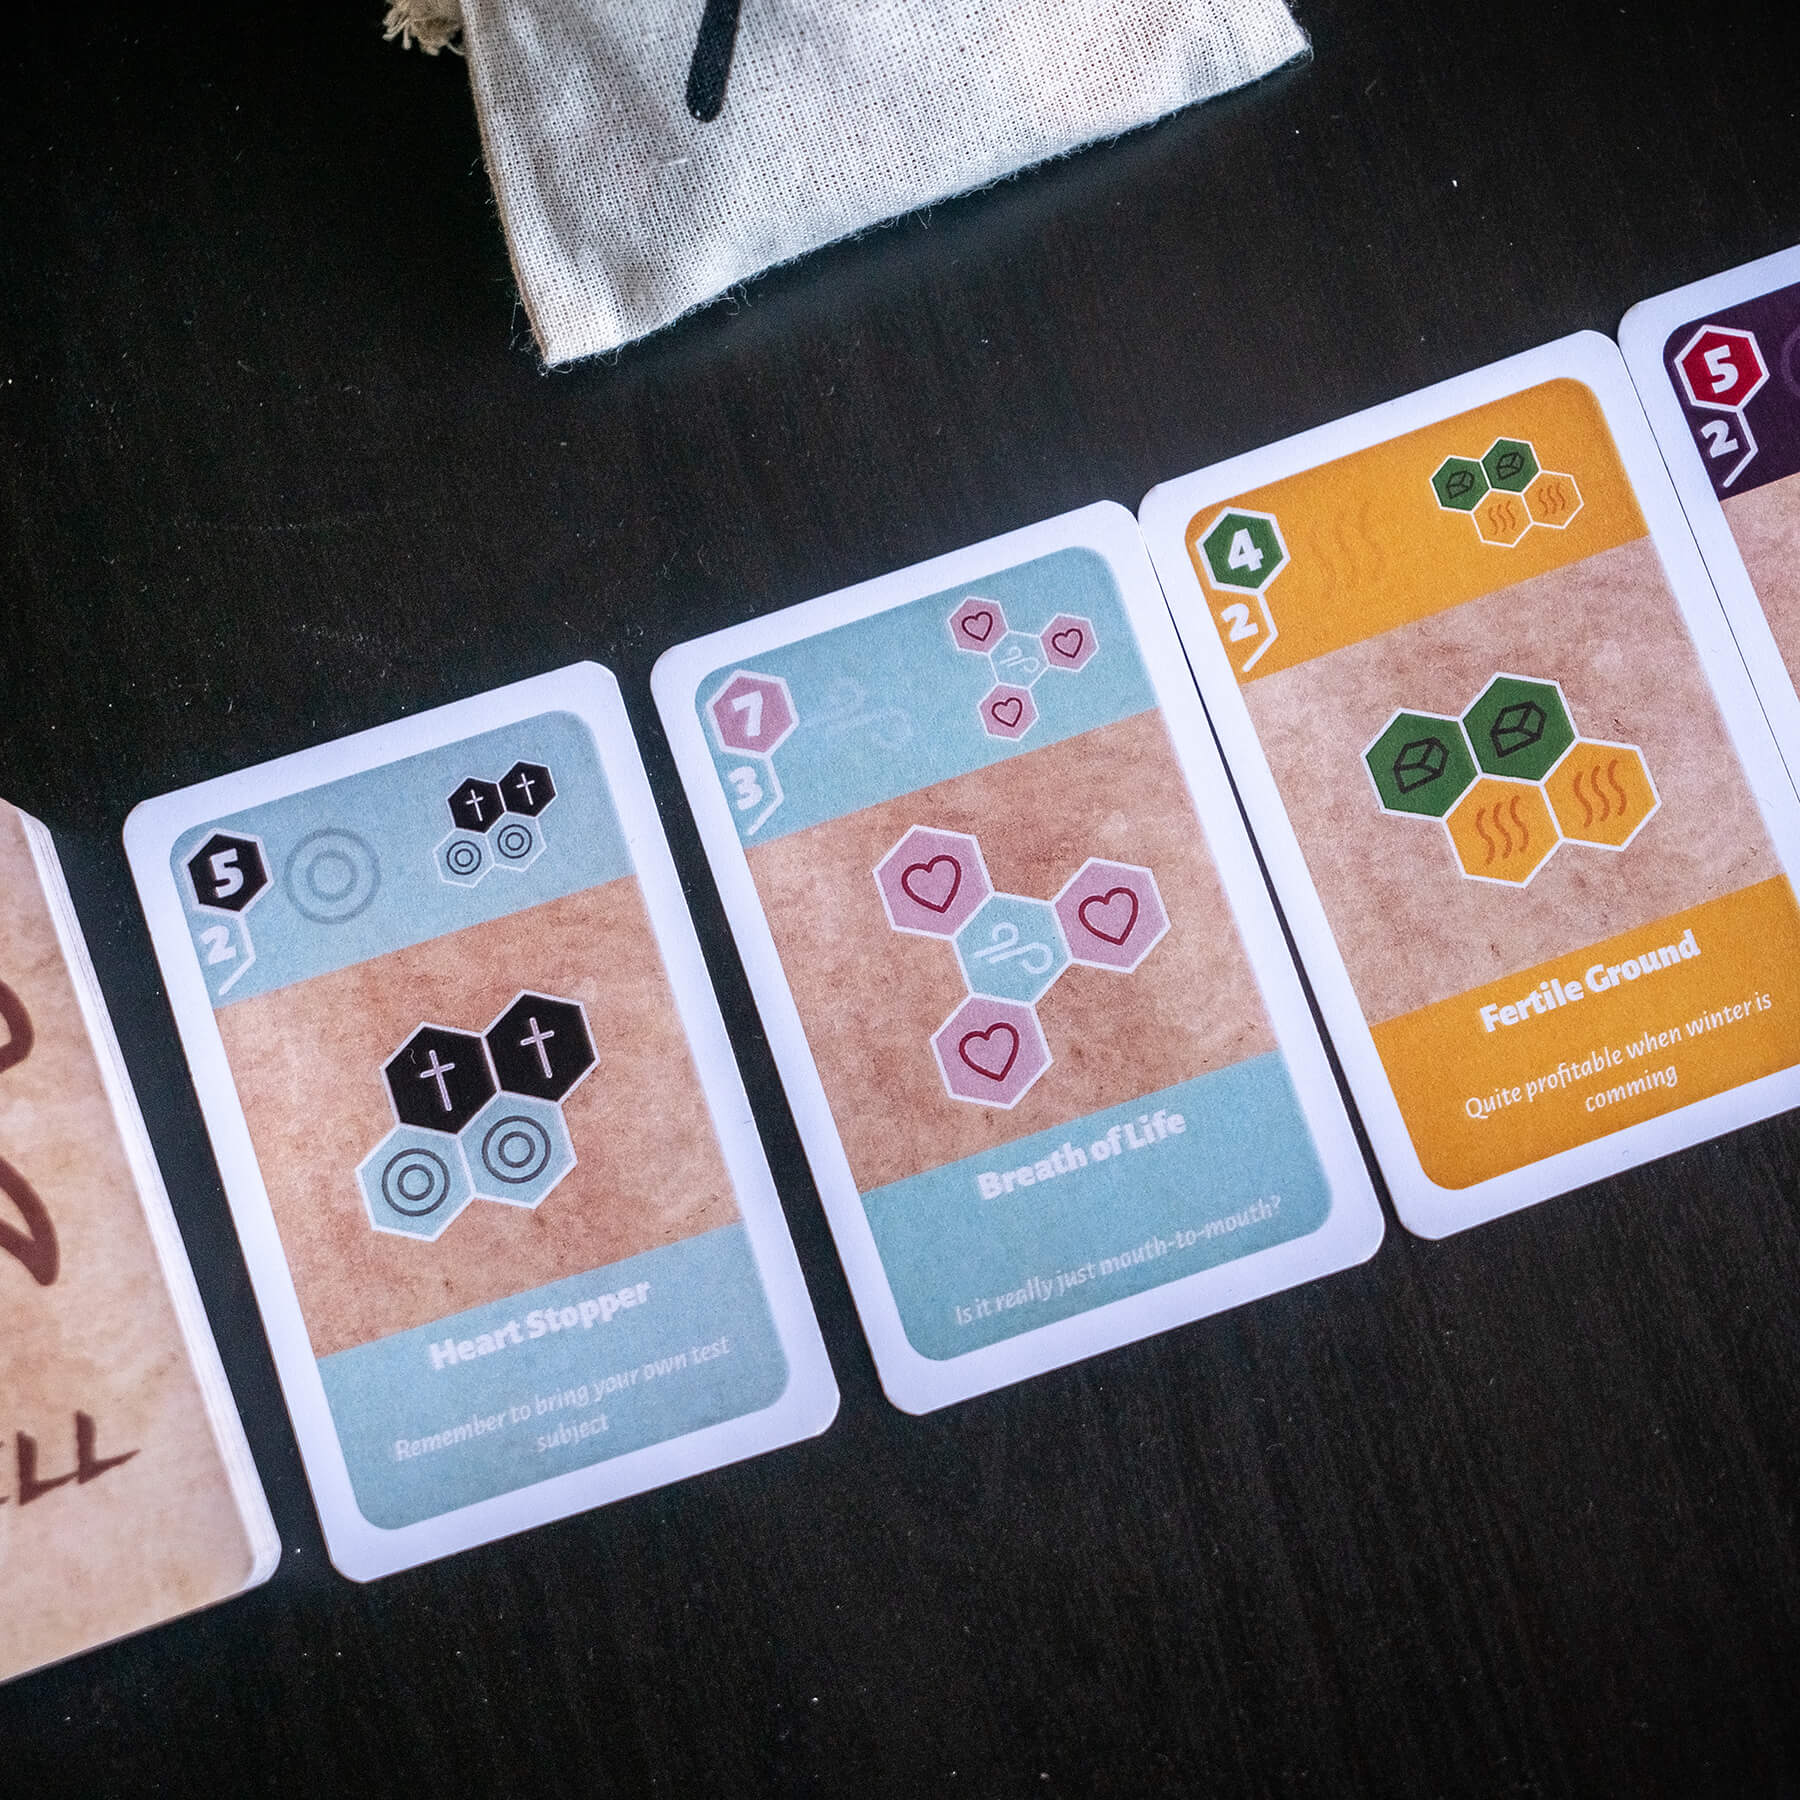 5
2
Heart Stopper
Remember to bring your own test
subject
7
3
Breath of Life
Is it really just mouth-to-mouth?
4
2
Fertile Ground
Quite profitable when winter is
comming
5
2